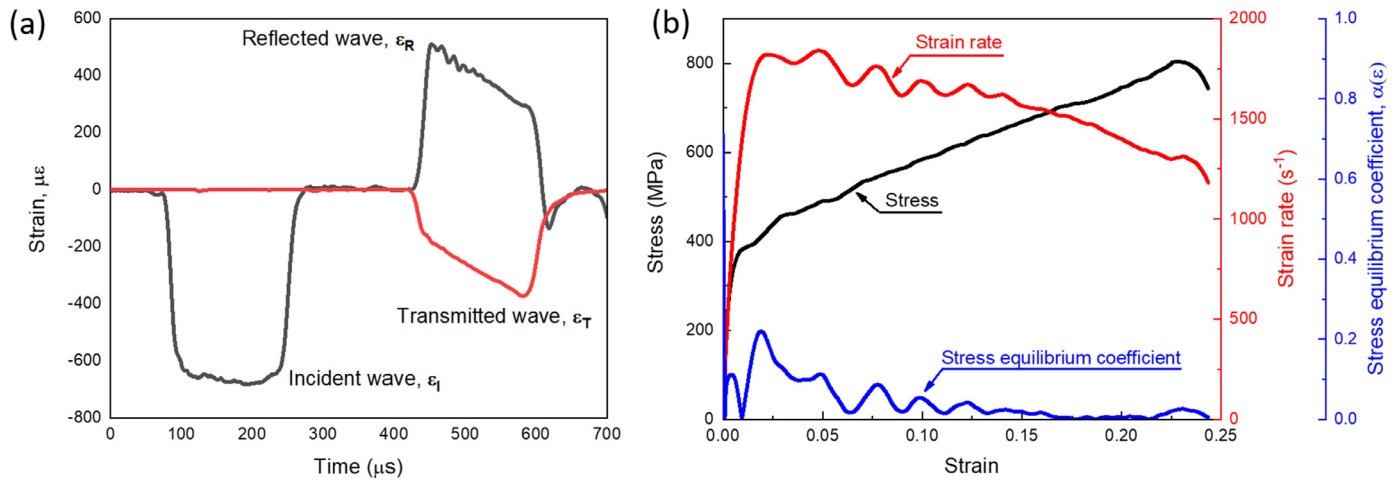 (a)
600
400
200
0
-200
-400
-600
-800
Strain, με
0 100 200 300 400 500 600 700
Time (μs)
Reflected wave, εR
Transmitted wave, εT
Incident wave, εI
(b)
800
600
400
200
0
Stress (MPa)
0.00 0.05 0.10 0.15 0.20 0.25
Strain
Strain rate
Stress
Stress equilibrium coefficient
2000
1750
1500
1250
1000
750
500
250
0
Strain rate (s⁻¹)
1.0
0.8
0.6
0.4
0.2
0.0
Stress equilibrium coefficient, α(ε)